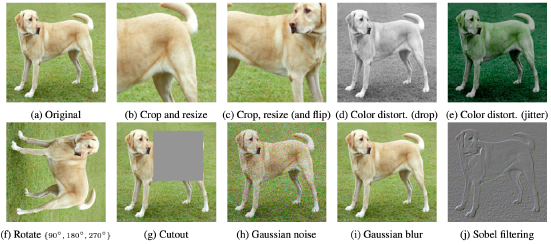 (a) Original
(b) Crop and resize
(c) Crop, resize (and flip)
(d) Color distort. (drop)
(e) Color distort. (jitter)
(f) Rotate {90°, 180°, 270°}
(g) Cutout
(h) Gaussian noise
(i) Gaussian blur
(j) Sobel filtering